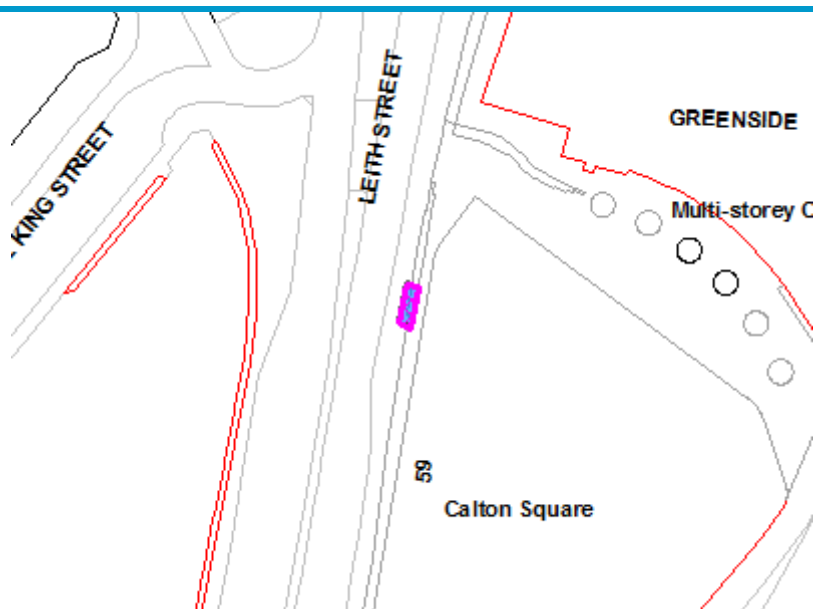 GREENSIDE
LEITH STREET
KING STREET
Multi-storey C
59
Calton Square